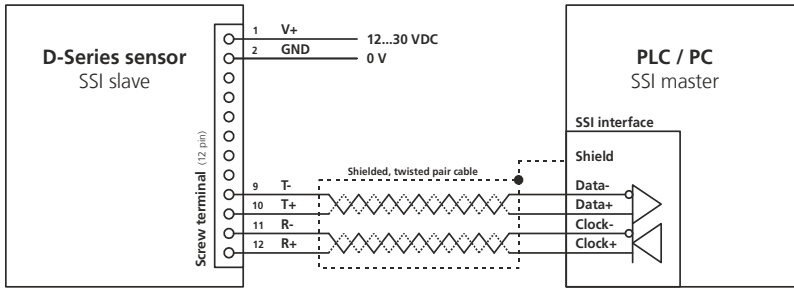 D-Series sensor
SSI slave
Screw terminal (12 pin)
1 V+ 12...30 VDC
2 GND 0 V
9 T-
10 T+
11 R-
12 R+
Shielded, twisted pair cable
PLC / PC
SSI master
SSI interface
Shield
Data-
Data+
Clock-
Clock+